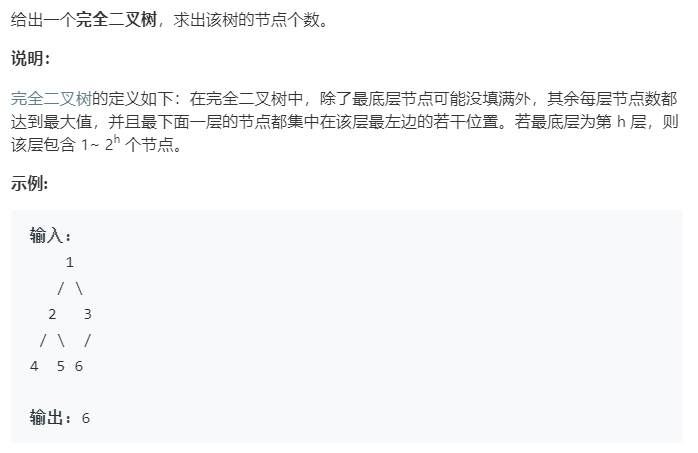 给出一个完全二叉树，求出该树的节点个数。
说明：
完全二叉树的定义如下：在完全二叉树中，除了最底层节点可能没填满外，其余每层节点数都
达到最大值，并且最下面一层的节点都集中在该层最左边的若干位置。若最底层为第 h 层，则
该层包含 1~ 2^h 个节点。
示例:
输入：
1
/ \
2 3
/ \ /
4 5 6
输出：6